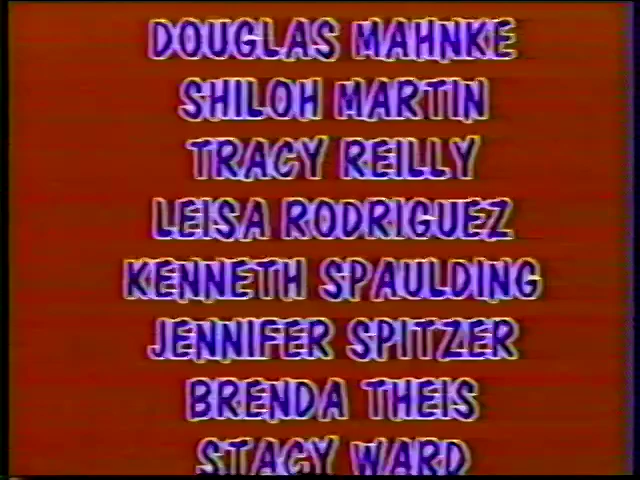 DOUGLAS MAHNKE
SHILOH MARTIN
TRACY REILLY
LEISA RODRIGUEZ
KENNETH SPAULDING
JENNIFER SPITZER
BRENDA THEIS
STACY WARD